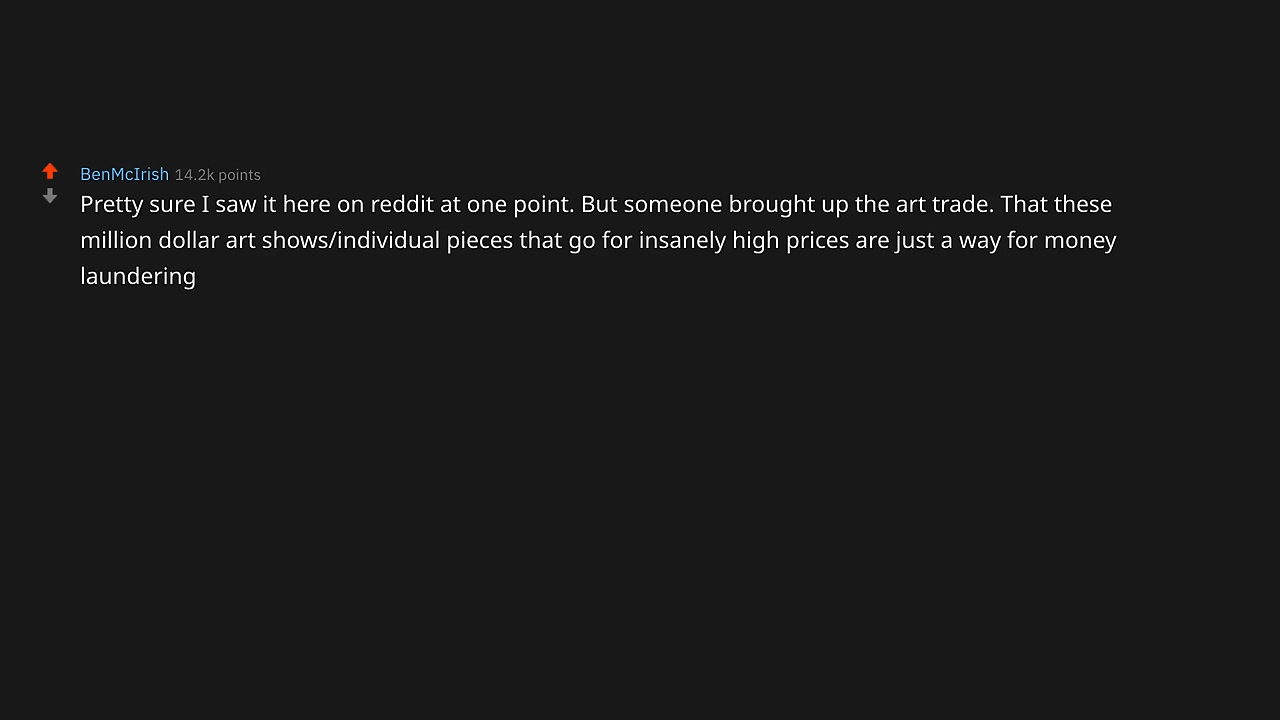 BenMcIrish 14.2k points
Pretty sure I saw it here on reddit at one point. But someone brought up the art trade. That these
million dollar art shows/individual pieces that go for insanely high prices are just a way for money
laundering